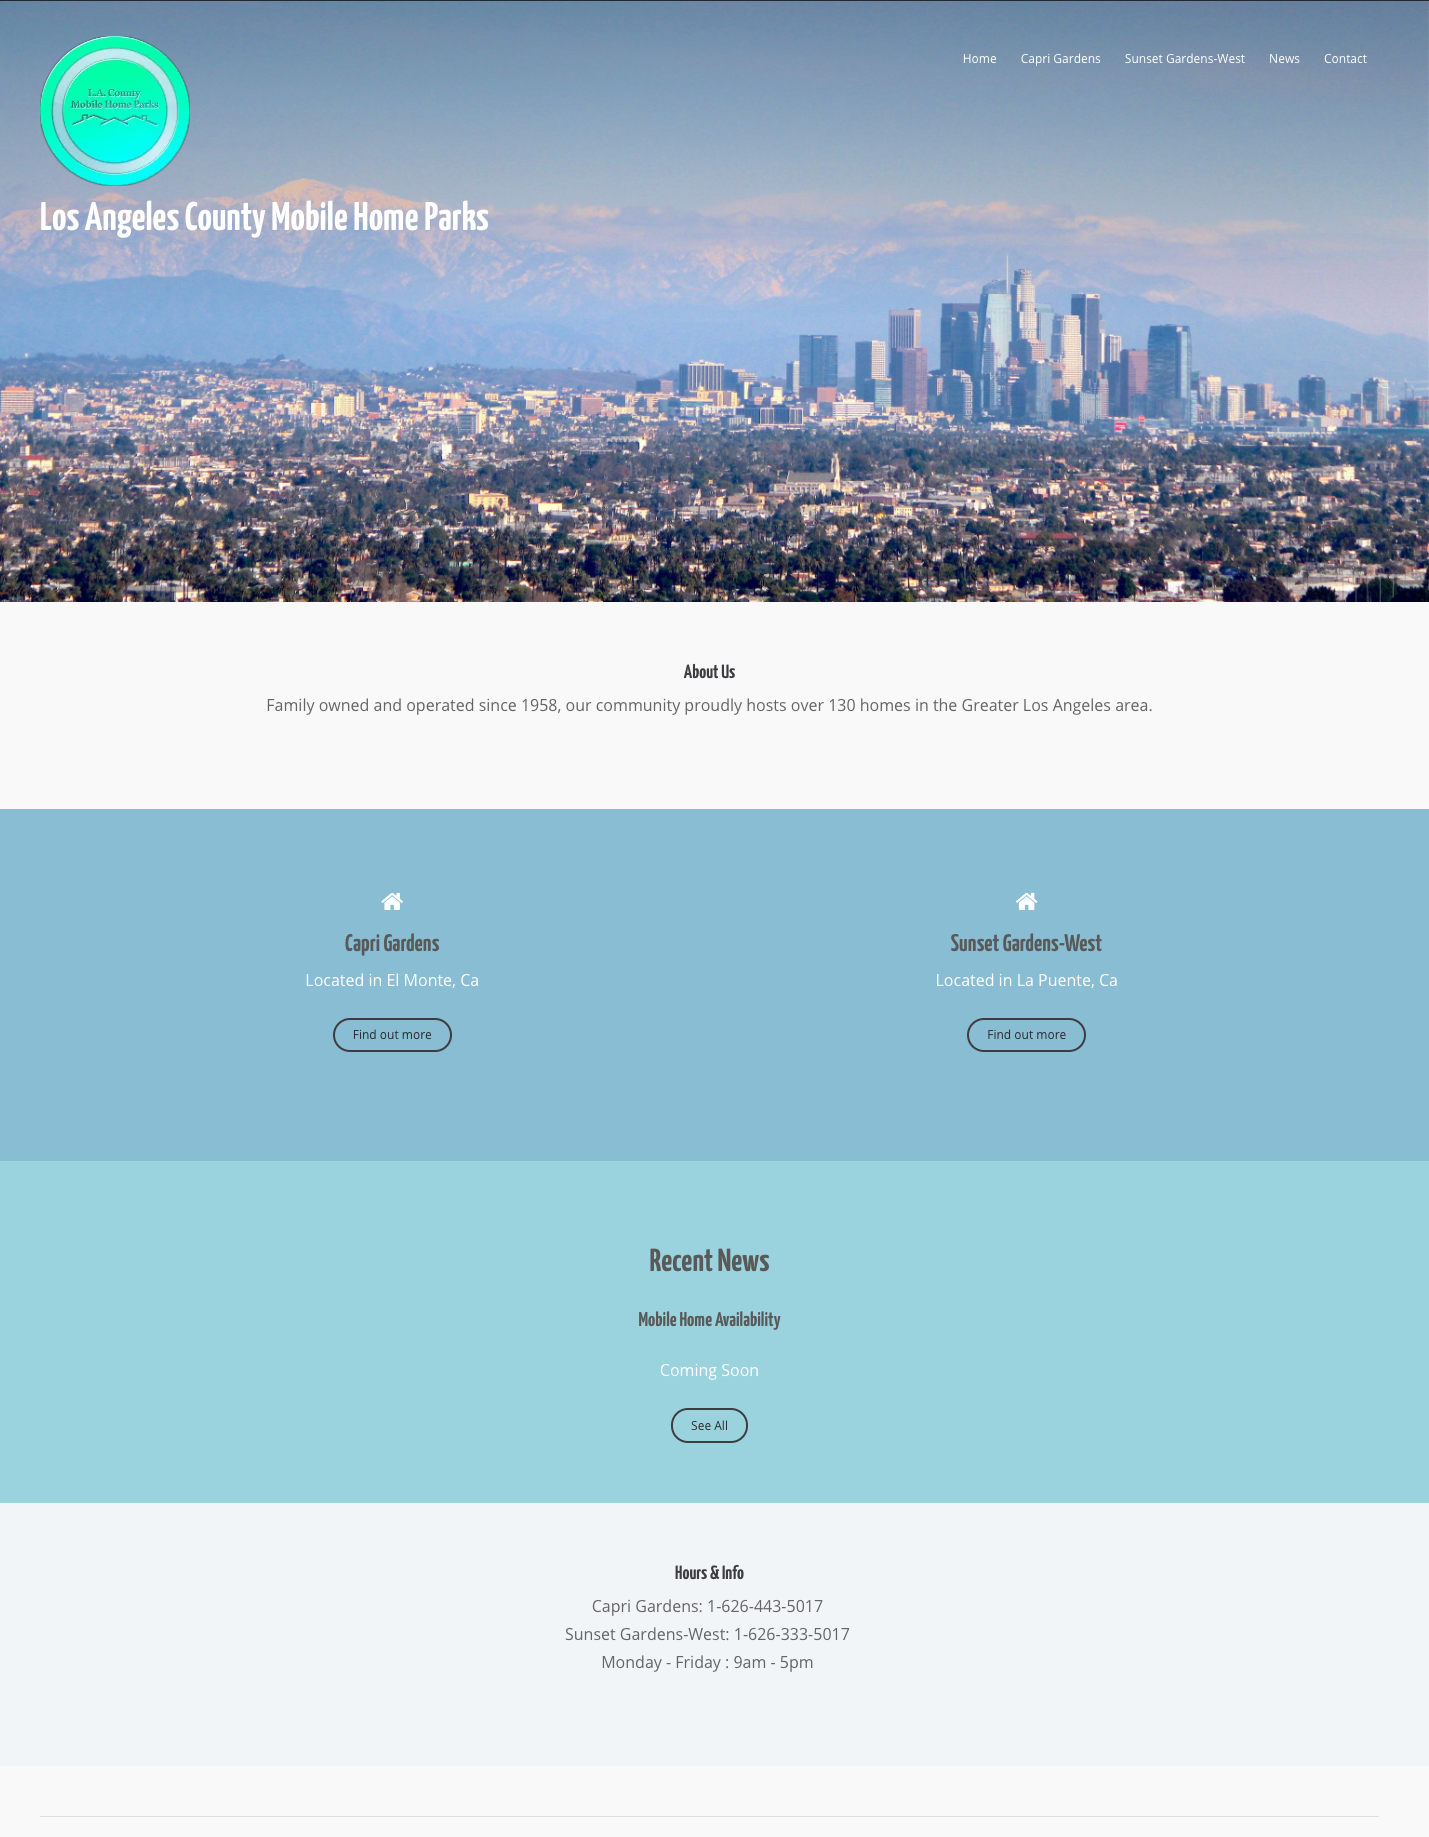 L.A. County
Mobile Home Parks
Home Capri Gardens Sunset Gardens-West News Contact
Los Angeles County Mobile Home Parks
About Us
Family owned and operated since 1958, our community proudly hosts over 130 homes in the Greater Los Angeles area.
Capri Gardens
Located in El Monte, Ca
Find out more
Sunset Gardens-West
Located in La Puente, Ca
Find out more
Recent News
Mobile Home Availability
Coming Soon
See All
Hours & Info
Capri Gardens: 1-626-443-5017
Sunset Gardens-West: 1-626-333-5017
Monday - Friday : 9am - 5pm